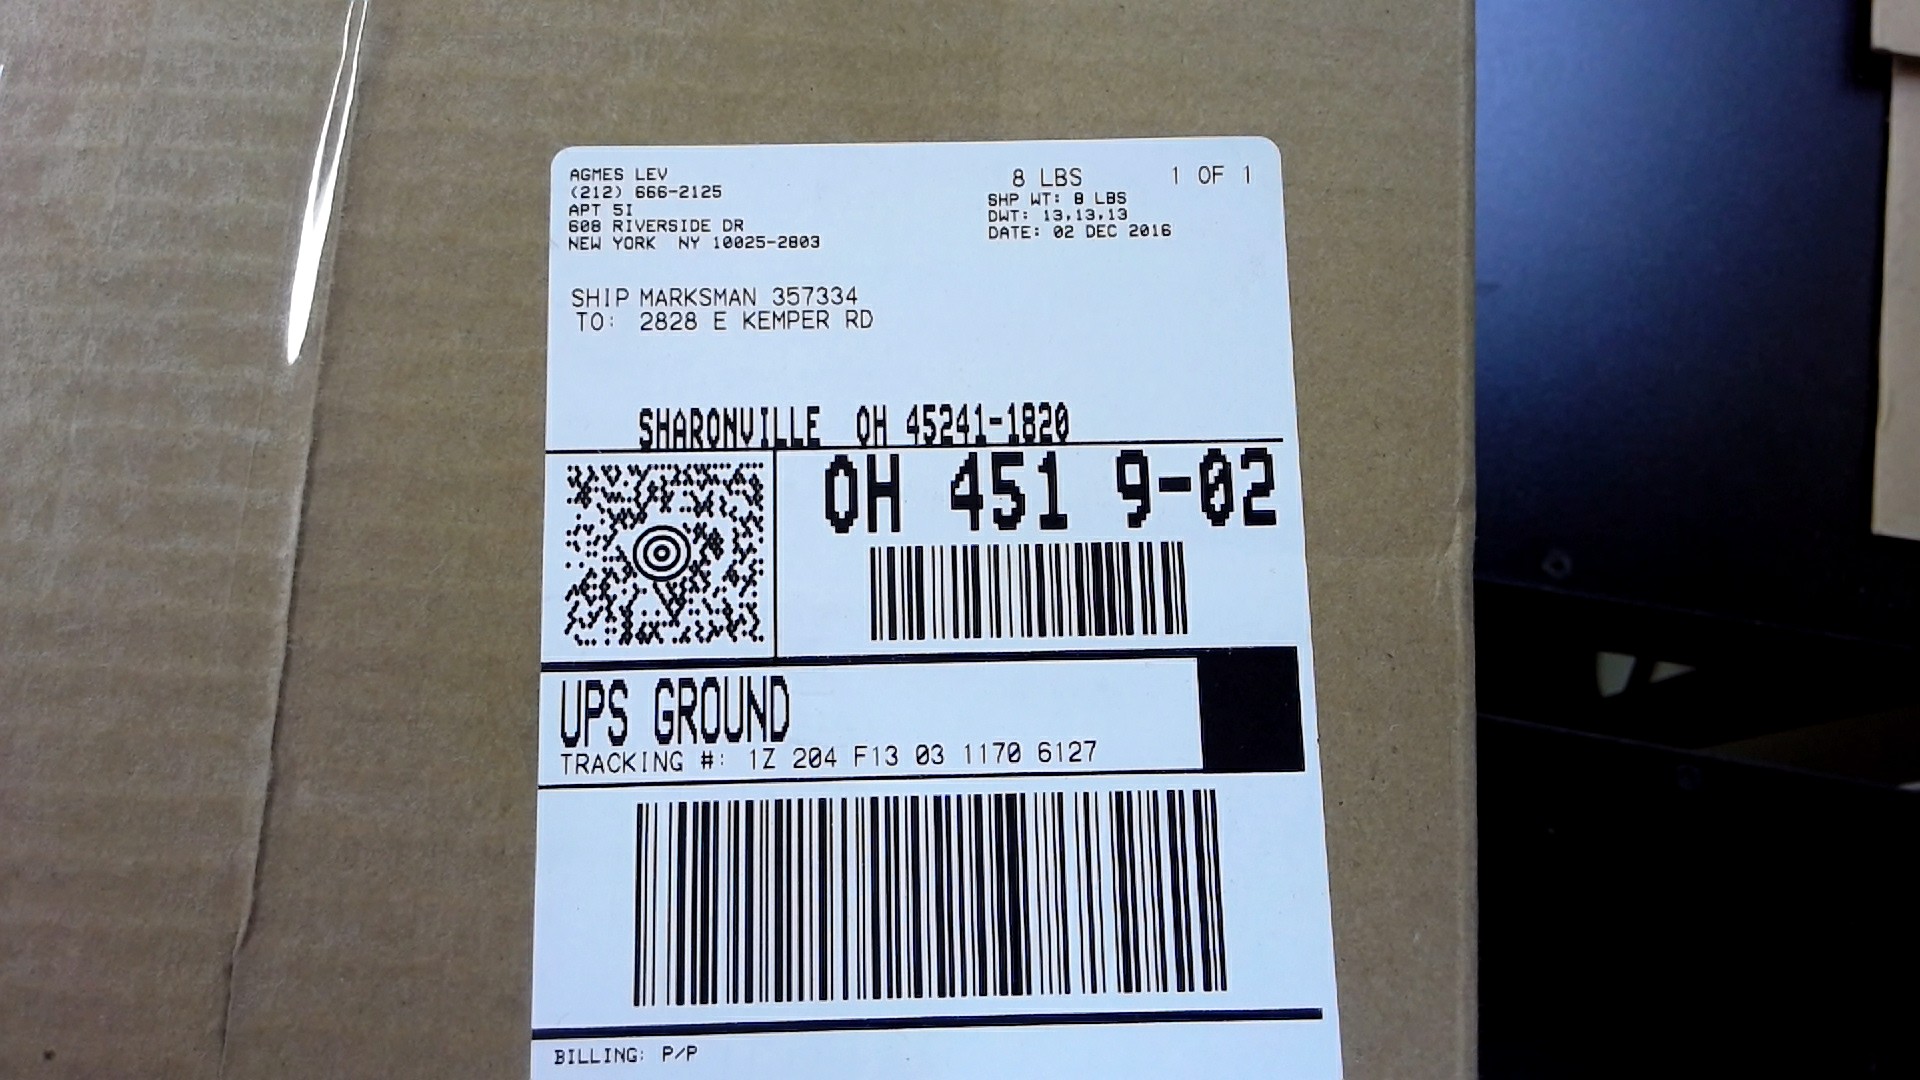 AGMES LEV
(212) 666-2125
APT 5I
608 RIVERSIDE DR
NEW YORK NY 10025-2803
8 LBS 1 OF 1
SHP WT: 8 LBS
DWT: 13,13,13
DATE: 02 DEC 2016
SHIP MARKSMAN 357334
TO: 2828 E KEMPER RD
SHARONVILLE OH 45241-1820
OH 451 9-02
UPS GROUND
TRACKING #: 1Z 204 F13 03 1170 6127
BILLING: P/P